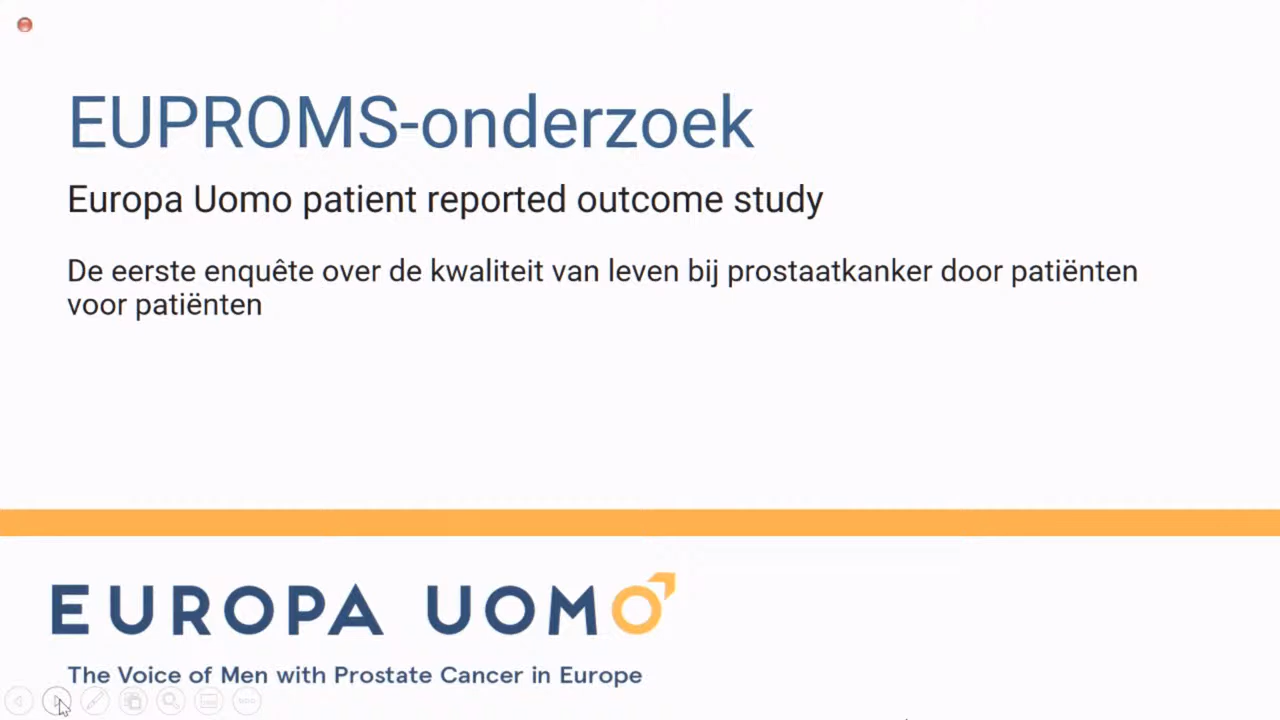 EUPROMS-onderzoek
Europa Uomo patient reported outcome study
De eerste enquête over de kwaliteit van leven bij prostaatkanker door patiënten
voor patiënten
EUROPA UOMO
The Voice of Men with Prostate Cancer in Europe